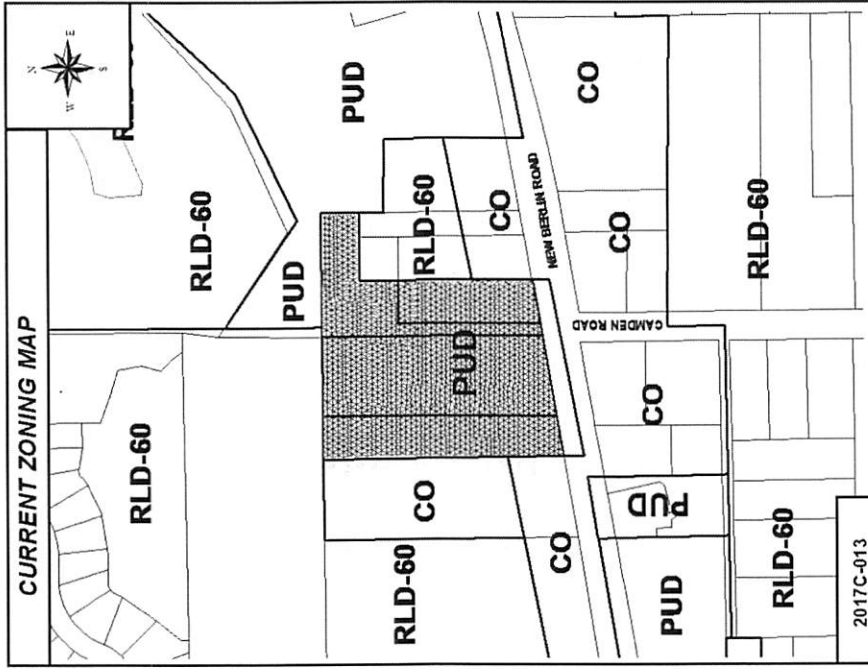 CURRENT ZONING MAP
N
W
E
S
RLD-60
RLD-60
PUD
PUD
RLD-60
CO
PUD
CO
RLD-60
NEW BERLIN ROAD
CO
CO
CO
CAMDEN ROAD
CO
PUD
PUD
RLD-60
RLD-60
2017C-013